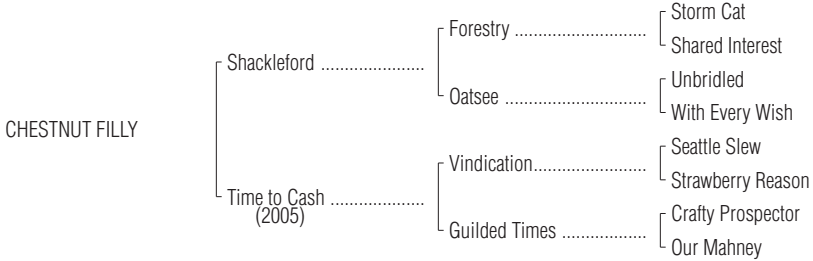 Storm Cat
Forestry ............................
Shared Interest
Shackleford ......................
Unbridled
Oatsee ..............................
With Every Wish
CHESTNUT FILLY
Seattle Slew
Vindication........................
Strawberry Reason
Time to Cash ....................
(2005)
Crafty Prospector
Guilded Times ..................
Our Mahney